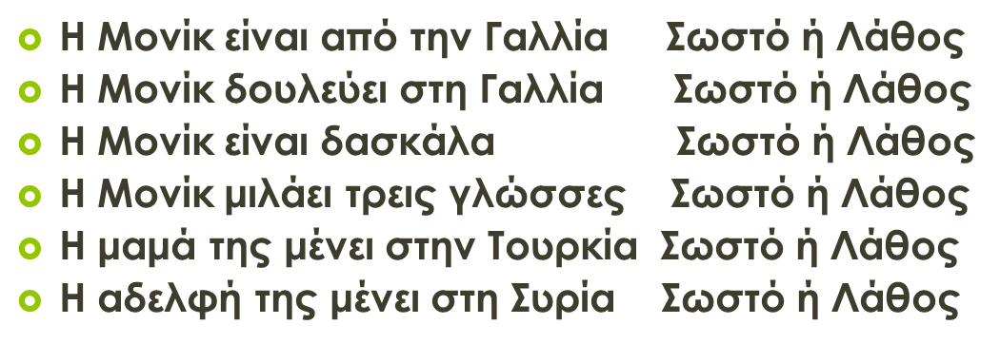 Η Μονίκ είναι από την Γαλλία Σωστό ή Λάθος
Η Μονίκ δουλεύει στη Γαλλία Σωστό ή Λάθος
Η Μονίκ είναι δασκάλα Σωστό ή Λάθος
Η Μονίκ μιλάει τρεις γλώσσες Σωστό ή Λάθος
Η μαμά της μένει στην Τουρκία Σωστό ή Λάθος
Η αδελφή της μένει στη Συρία Σωστό ή Λάθος